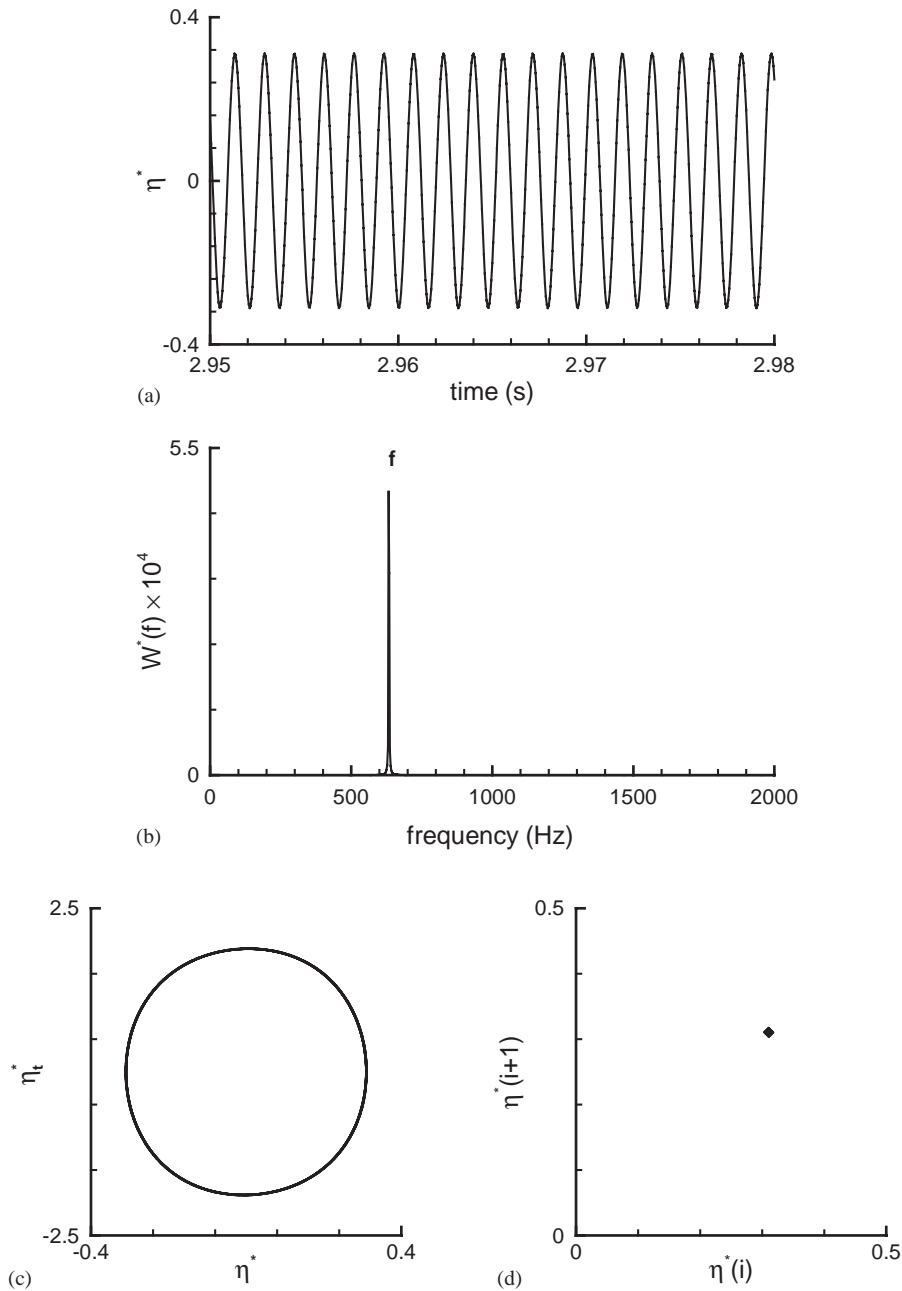 0.4
η*
0
-0.4
2.95 2.96 2.97 2.98
(a) time (s)
5.5
f
W*(f) × 10⁴
0
0 500 1000 1500 2000
(b) frequency (Hz)
2.5
ηt*
-2.5
-0.4 0.4
(c) η*
0.5
η*(i+1)
0
0 0.5
(d) η*(i)